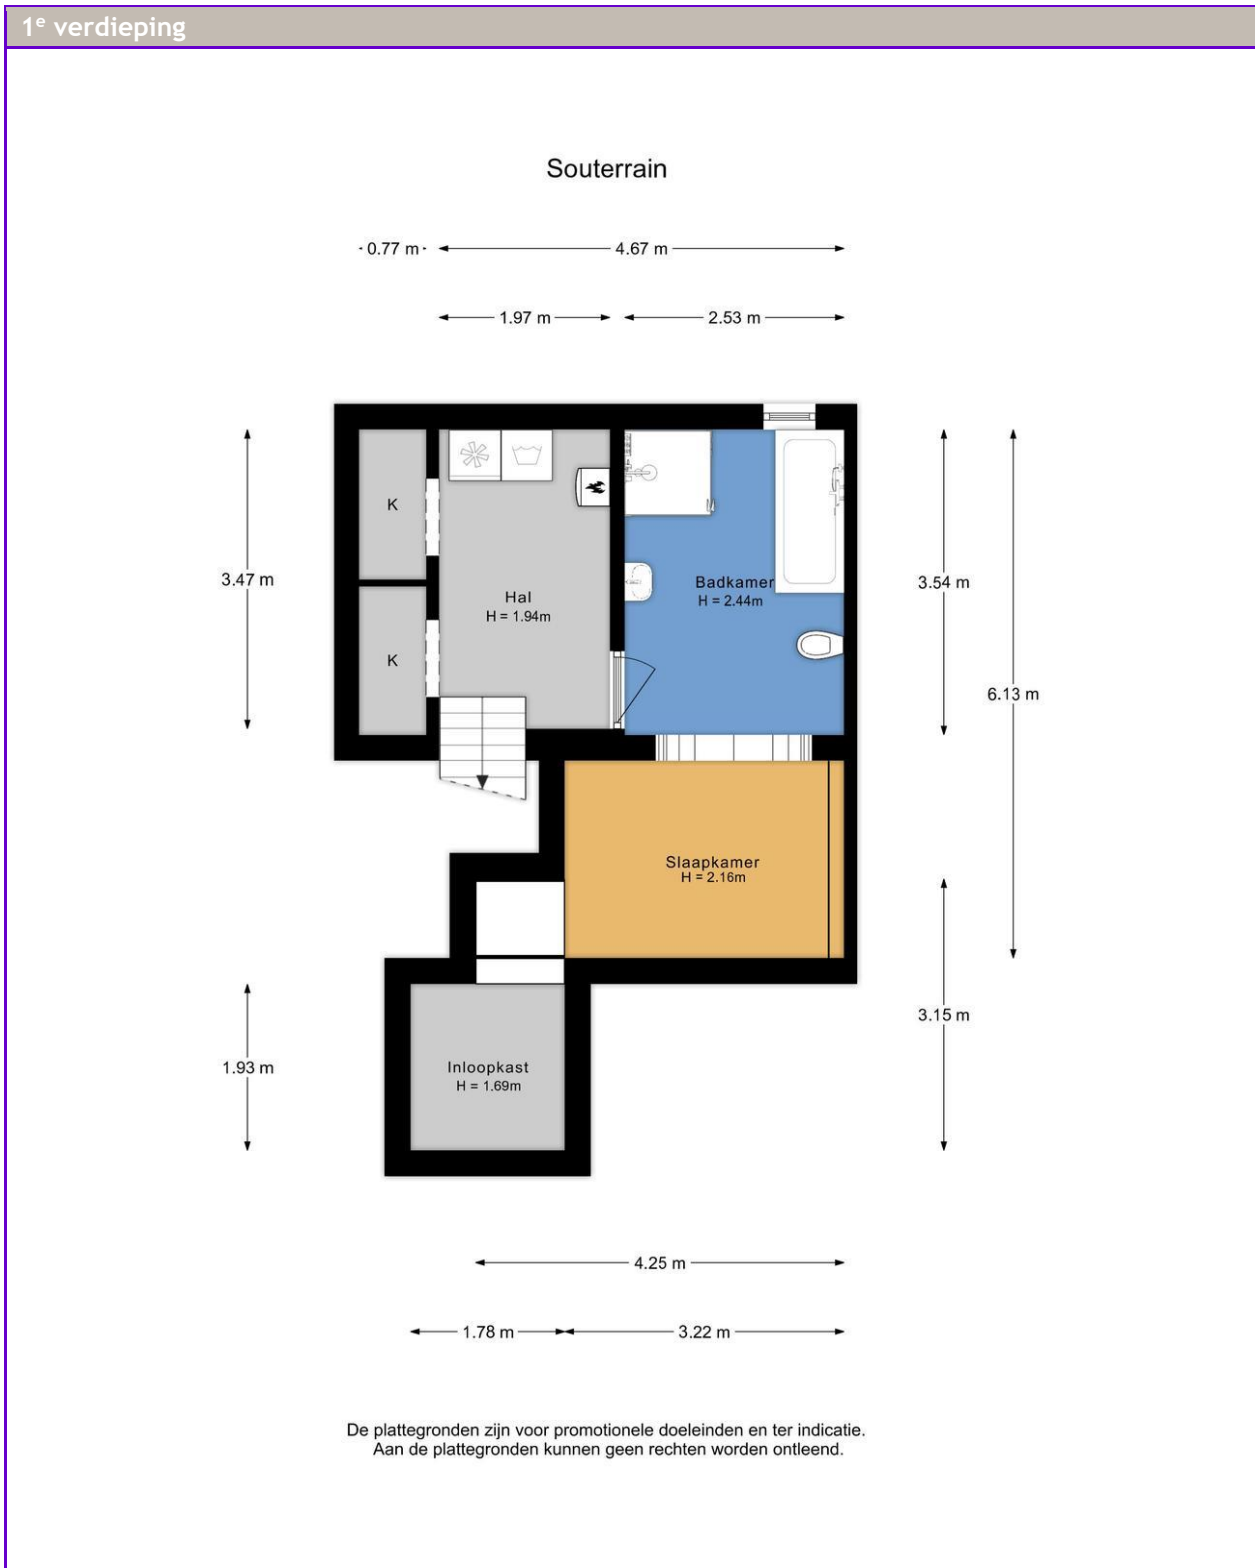 1e verdieping
Souterrain
0.77 m
4.67 m
1.97 m
2.53 m
K
3.47 m
Badkamer
H = 2.44m
3.54 m
Hal
H = 1.94m
K
6.13 m
Slaapkamer
H = 2.16m
3.15 m
Inloopkast
H = 1.69m
1.93 m
4.25 m
1.78 m
3.22 m
De plattegronden zijn voor promotionele doeleinden en ter indicatie.
Aan de plattegronden kunnen geen rechten worden ontleend.